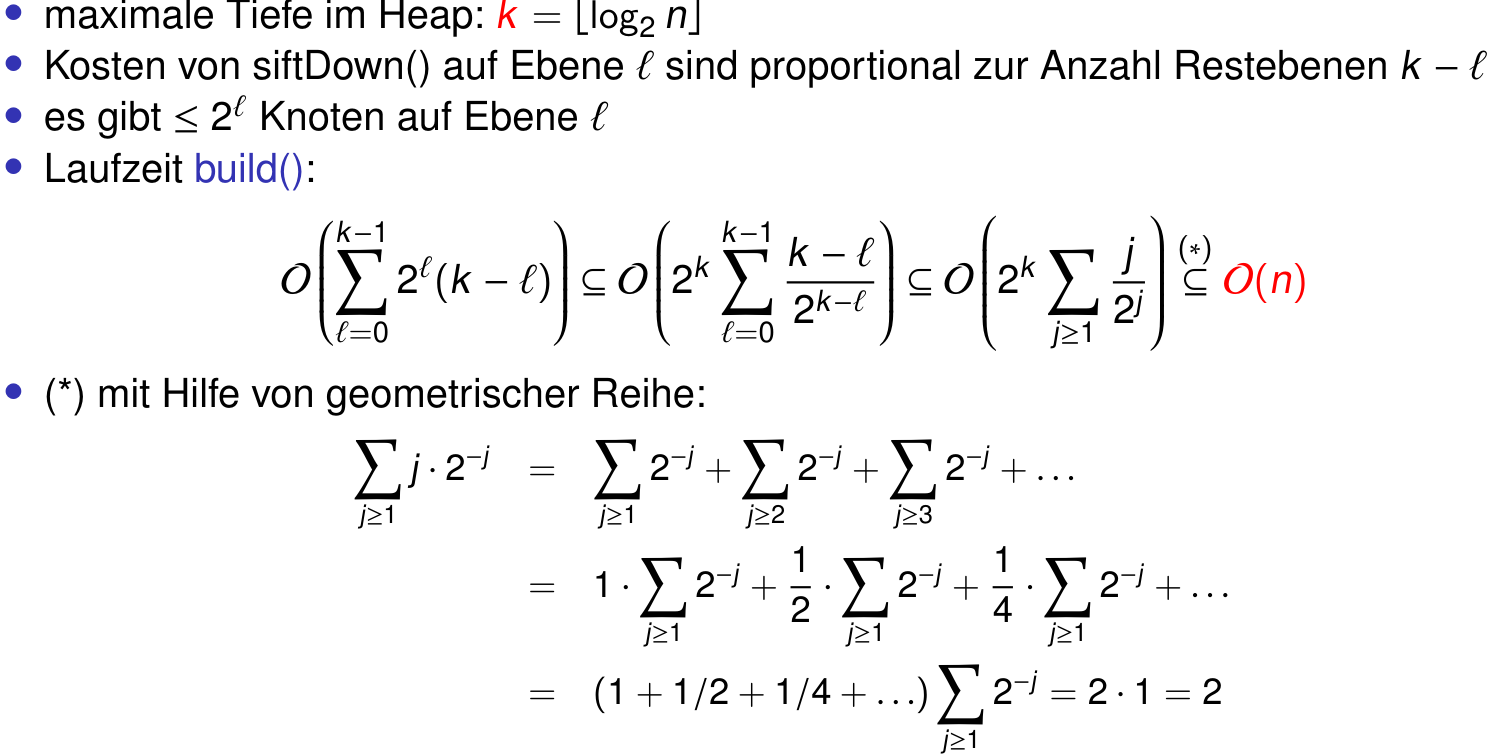 • maximale Tiefe im Heap: k = ⌊log₂ n⌋
• Kosten von siftDown() auf Ebene ℓ sind proportional zur Anzahl Restebenen k − ℓ
• es gibt ≤ 2^ℓ Knoten auf Ebene ℓ
• Laufzeit build():
O(∑_{ℓ=0}^{k−1} 2^ℓ(k − ℓ)) ⊆ O(2^k ∑_{ℓ=0}^{k−1} (k − ℓ)/2^{k−ℓ}) ⊆ O(2^k ∑_{j≥1} j/2^j) ⊆^{(*)} O(n)
• (*) mit Hilfe von geometrischer Reihe:
∑_{j≥1} j · 2^{−j} = ∑_{j≥1} 2^{−j} + ∑_{j≥2} 2^{−j} + ∑_{j≥3} 2^{−j} + …
= 1 · ∑_{j≥1} 2^{−j} + 1/2 · ∑_{j≥1} 2^{−j} + 1/4 · ∑_{j≥1} 2^{−j} + …
= (1 + 1/2 + 1/4 + …) ∑_{j≥1} 2^{−j} = 2 · 1 = 2